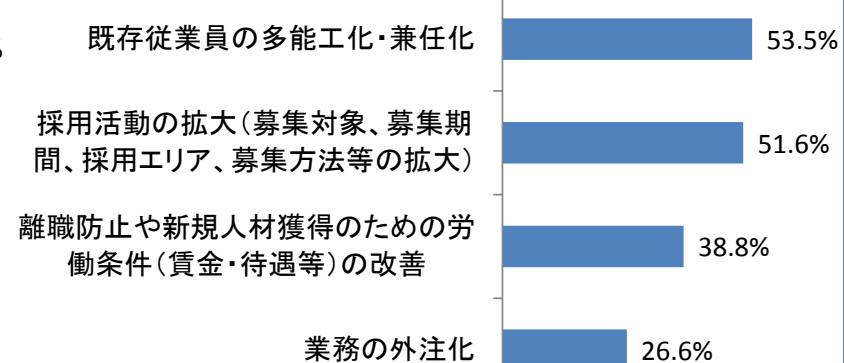 既存従業員の多能工化・兼任化
53.5%
採用活動の拡大(募集対象、募集期
間、採用エリア、募集方法等の拡大)
51.6%
離職防止や新規人材獲得のための労
働条件(賃金・待遇等)の改善
38.8%
業務の外注化
26.6%